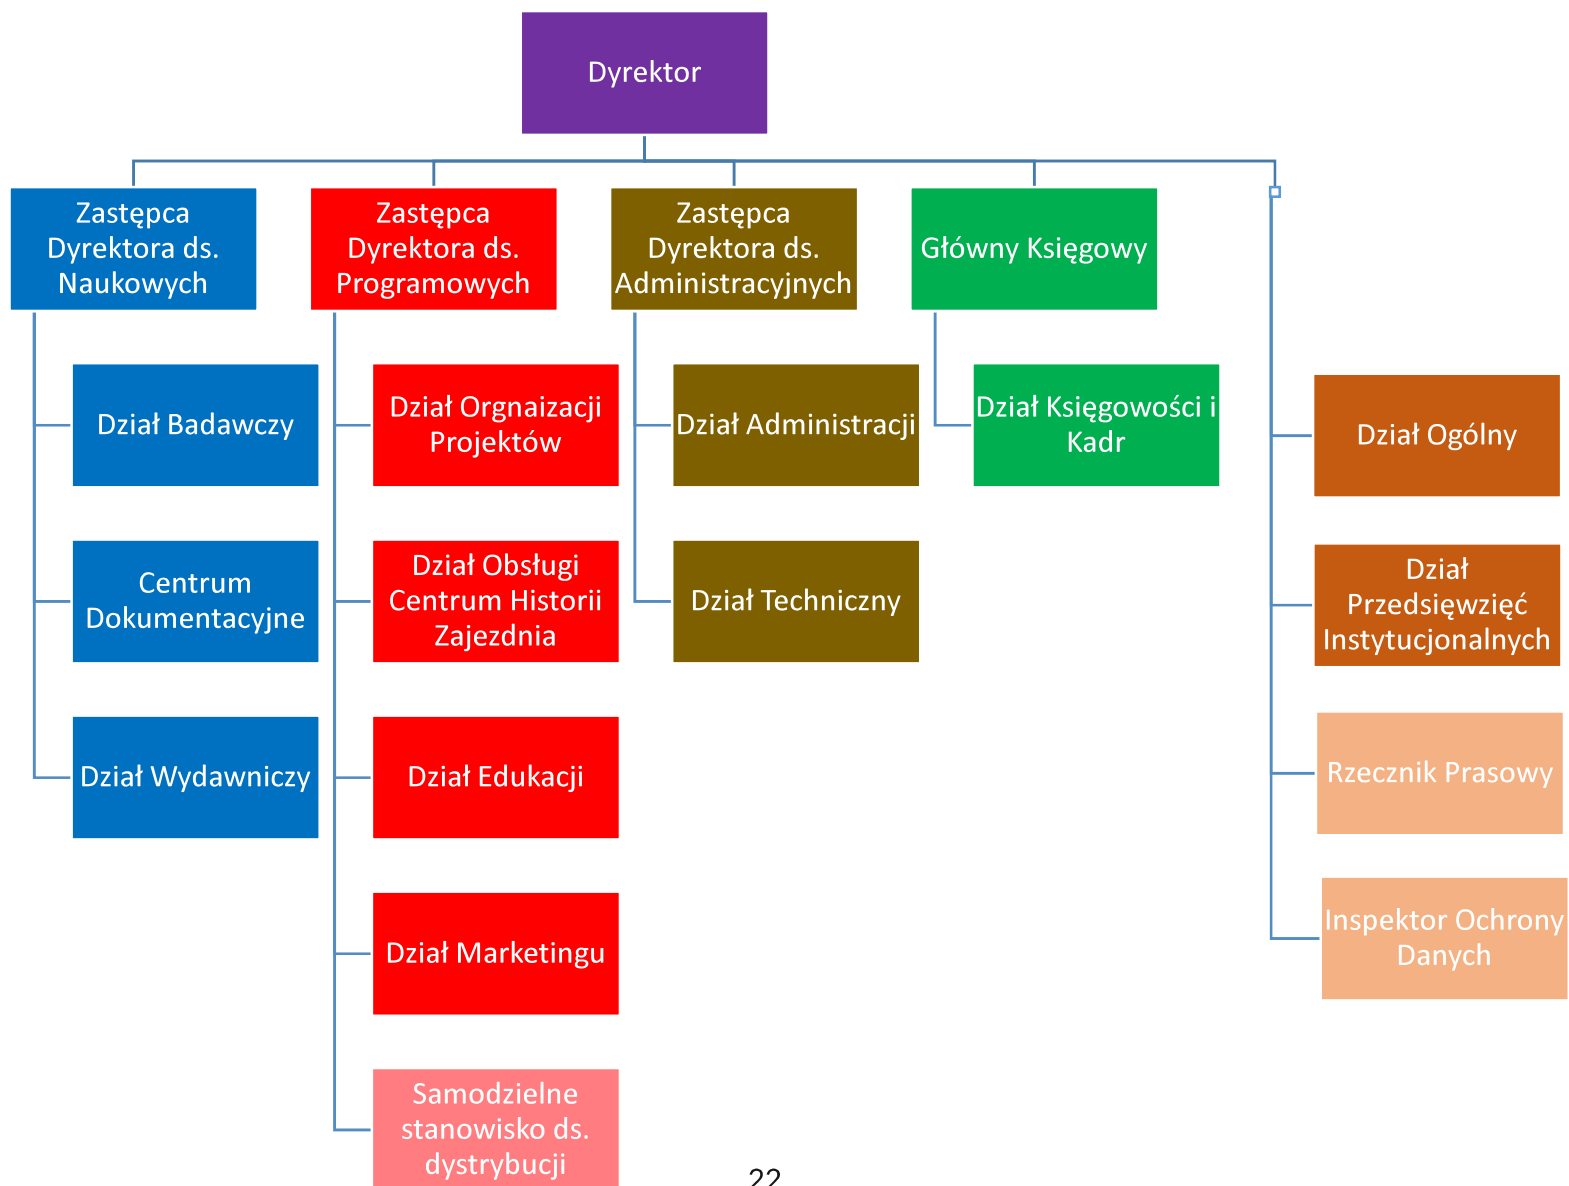 Dyrektor
Zastępca
Dyrektora ds.
Naukowych
Zastępca
Dyrektora ds.
Programowych
Zastępca
Dyrektora ds.
Administracyjnych
Główny Księgowy
Dział Badawczy
Dział Orgnaizacji
Projektów
Dział Administracji
Dział Księgowości i
Kadr
Dział Ogólny
Centrum
Dokumentacyjne
Dział Obsługi
Centrum Historii
Zajezdnia
Dział Techniczny
Dział
Przedsięwzięć
Instytucjonalnych
Dział Wydawniczy
Dział Edukacji
Rzecznik Prasowy
Dział Marketingu
Inspektor Ochrony
Danych
Samodzielne
stanowisko ds.
dystrybucji
22